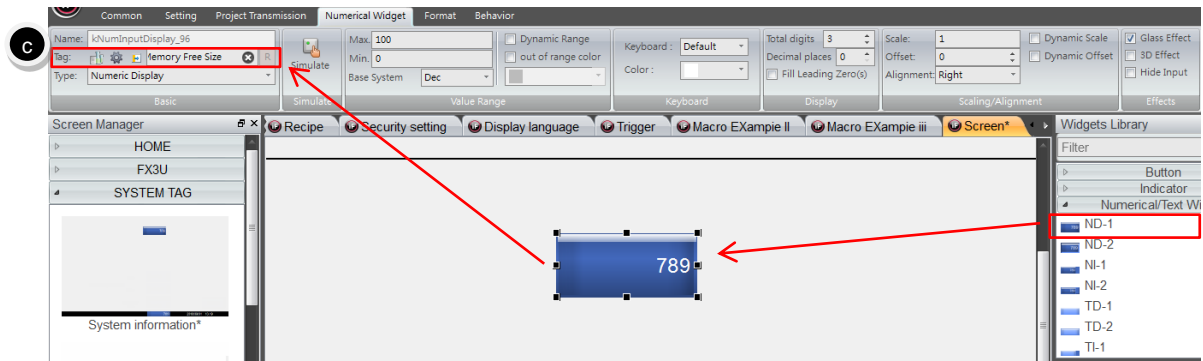 Common Setting Project Transmission Numerical Widget Format Behavior
c
Name: kNumInputDisplay_96
Tag: Memory Free Size R
Type: Numeric Display
Basic
Simulate
Simulate
Max. 100
Min. 0
Base System Dec
Dynamic Range
out of range color
Value Range
Keyboard : Default
Color :
Keyboard
Total digits 3
Decimal places 0
Fill Leading Zero(s)
Display
Scale: 1
Offset: 0
Alignment: Right
Dynamic Scale
Dynamic Offset
Scaling/Alignment
Glass Effect
3D Effect
Hide Input
Effects
Screen Manager
HOME
FX3U
SYSTEM TAG
System information*
Recipe Security setting Display language Trigger Macro EXampie II Macro EXampie iii Screen*
789
Widgets Library
Filter
Button
Indicator
Numerical/Text Wi
ND-1
ND-2
NI-1
NI-2
TD-1
TD-2
TI-1